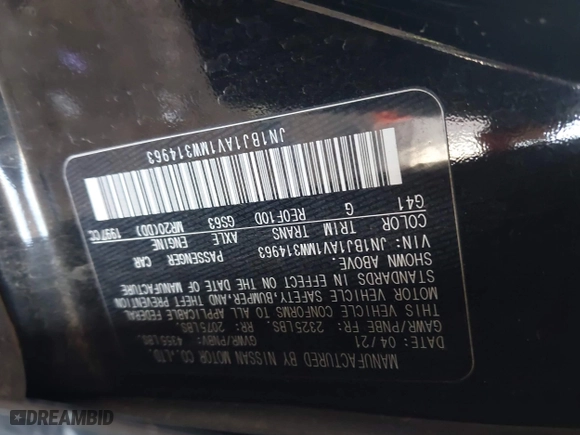 MANUFACTURED BY NISSAN MOTOR CO.,LTD.
DATE: 04/21 GVWR/PNBV: 4356 LBS.
GAWR/PNBE FR: 2325LBS. RR: 2075LBS.
THIS VEHICLE CONFORMS TO ALL APPLICABLE FEDERAL
MOTOR VEHICLE SAFETY,BUMPER,AND THEFT PREVENTION
STANDARDS IN EFFECT ON THE DATE OF MANUFACTURE
SHOWN ABOVE.
VIN: JN1BJ1AV1MW314963 PASSENGER CAR
COLOR TRIM TRANS AXLE ENGINE
G41 G RE0F10D GS63 MR20(DD) 1997CC
JN1BJ1AV1MW314963
DREAMBID